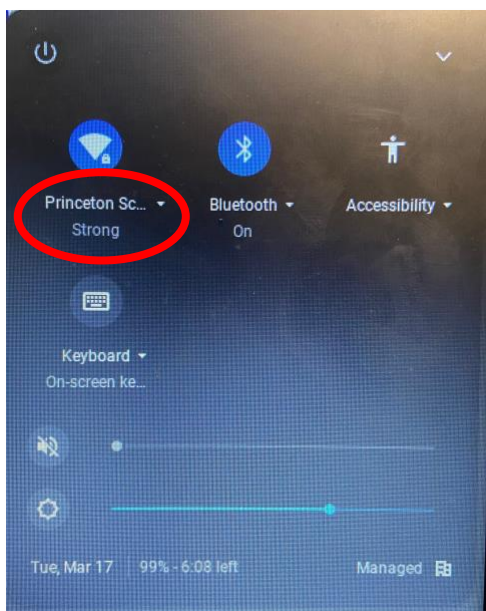 Princeton Sc... Bluetooth Accessibility
Strong On
Keyboard
On-screen ke...
Tue, Mar 17 99% - 6:08 left Managed